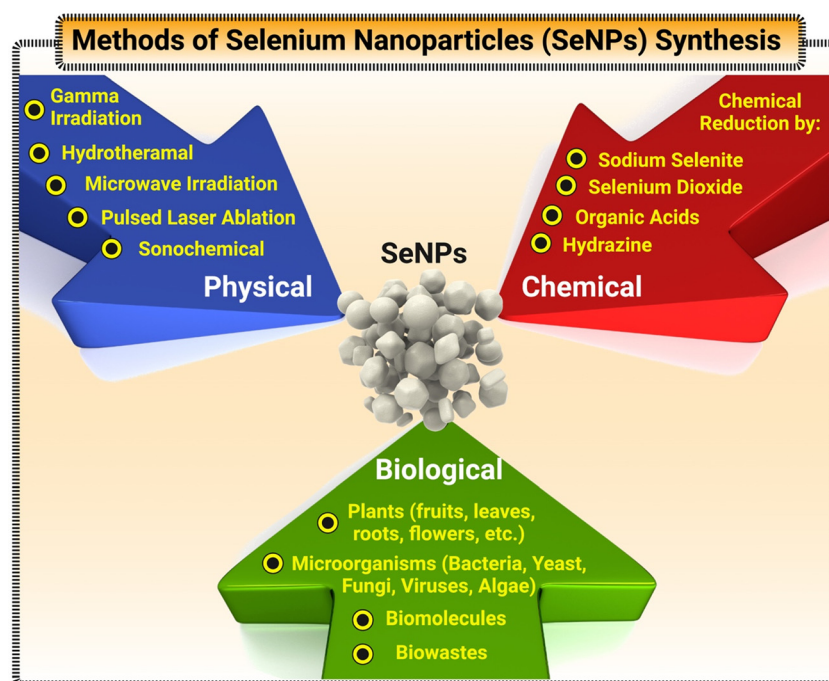 Methods of Selenium Nanoparticles (SeNPs) Synthesis
Gamma
Irradiation
Hydrotheramal
Microwave Irradiation
Pulsed Laser Ablation
Sonochemical
Physical
Chemical
Reduction by:
Sodium Selenite
Selenium Dioxide
Organic Acids
Hydrazine
Chemical
SeNPs
Biological
Plants (fruits, leaves,
roots, flowers, etc.)
Microorganisms (Bacteria, Yeast,
Fungi, Viruses, Algae)
Biomolecules
Biowastes